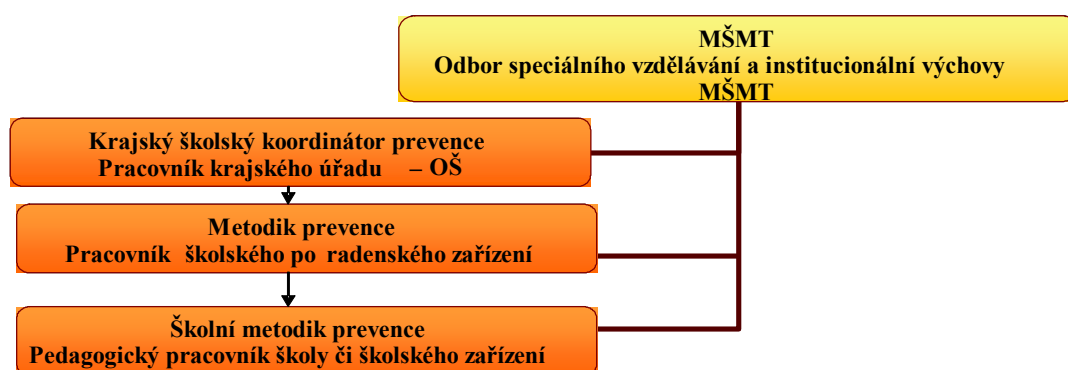 MŠMT
Odbor speciálního vzdělávání a institucionální výchovy
MŠMT
Krajský školský koordinátor prevence
Pracovník krajského úřadu – OŠ
Metodik prevence
Pracovník školského po radenského zařízení
Školní metodik prevence
Pedagogický pracovník školy či školského zařízení